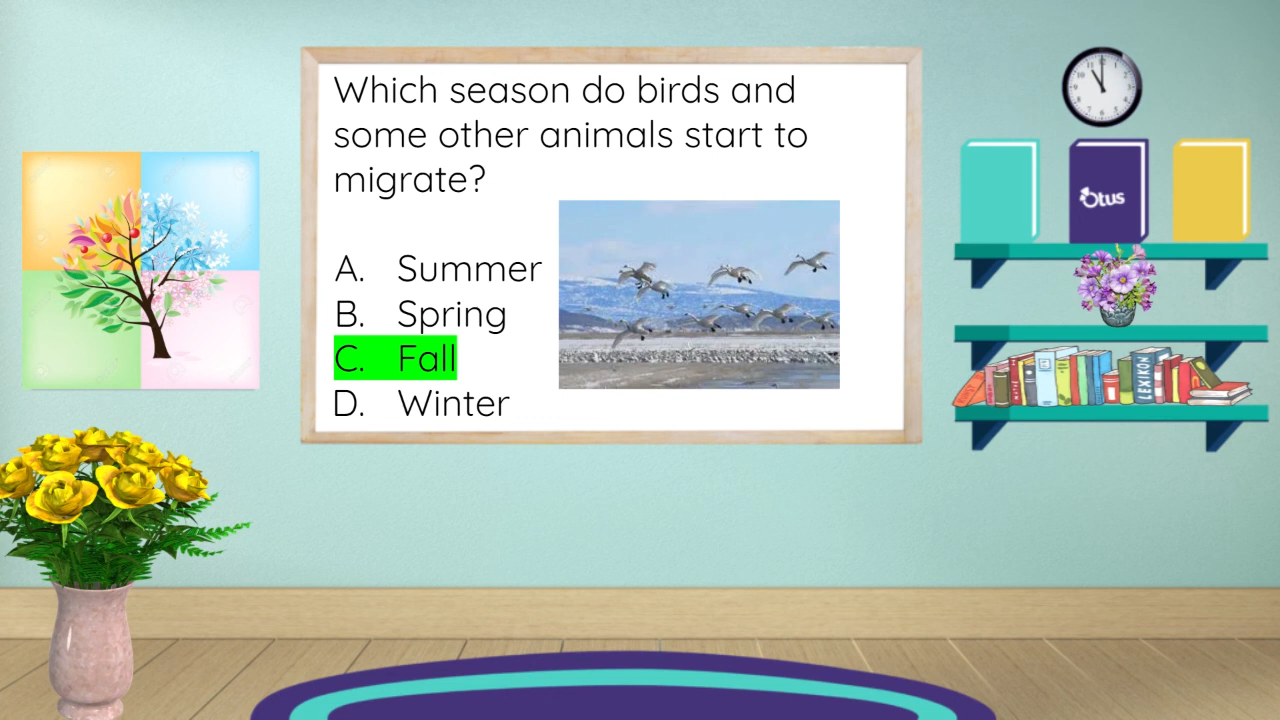 Which season do birds and
some other animals start to
migrate?
A. Summer
B. Spring
C. Fall
D. Winter
Otus
LEXIKON